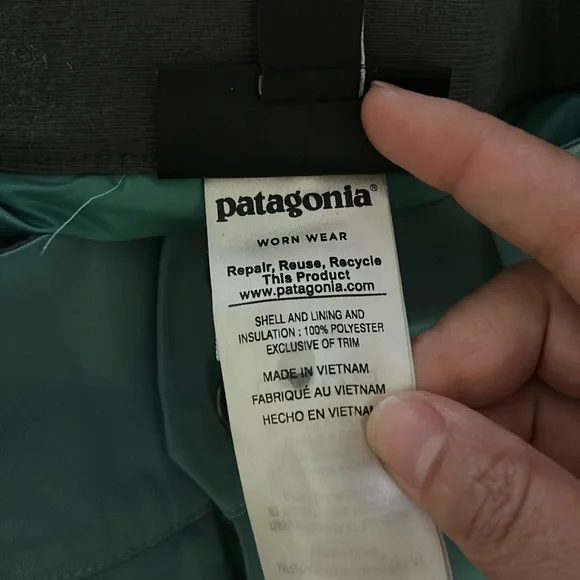 patagonia®
WORN WEAR
Repair, Reuse, Recycle
This Product
www.patagonia.com
SHELL AND LINING AND
INSULATION : 100% POLYESTER
EXCLUSIVE OF TRIM
MADE IN VIETNAM
FABRIQUÉ AU VIETNAM
HECHO EN VIETNAM